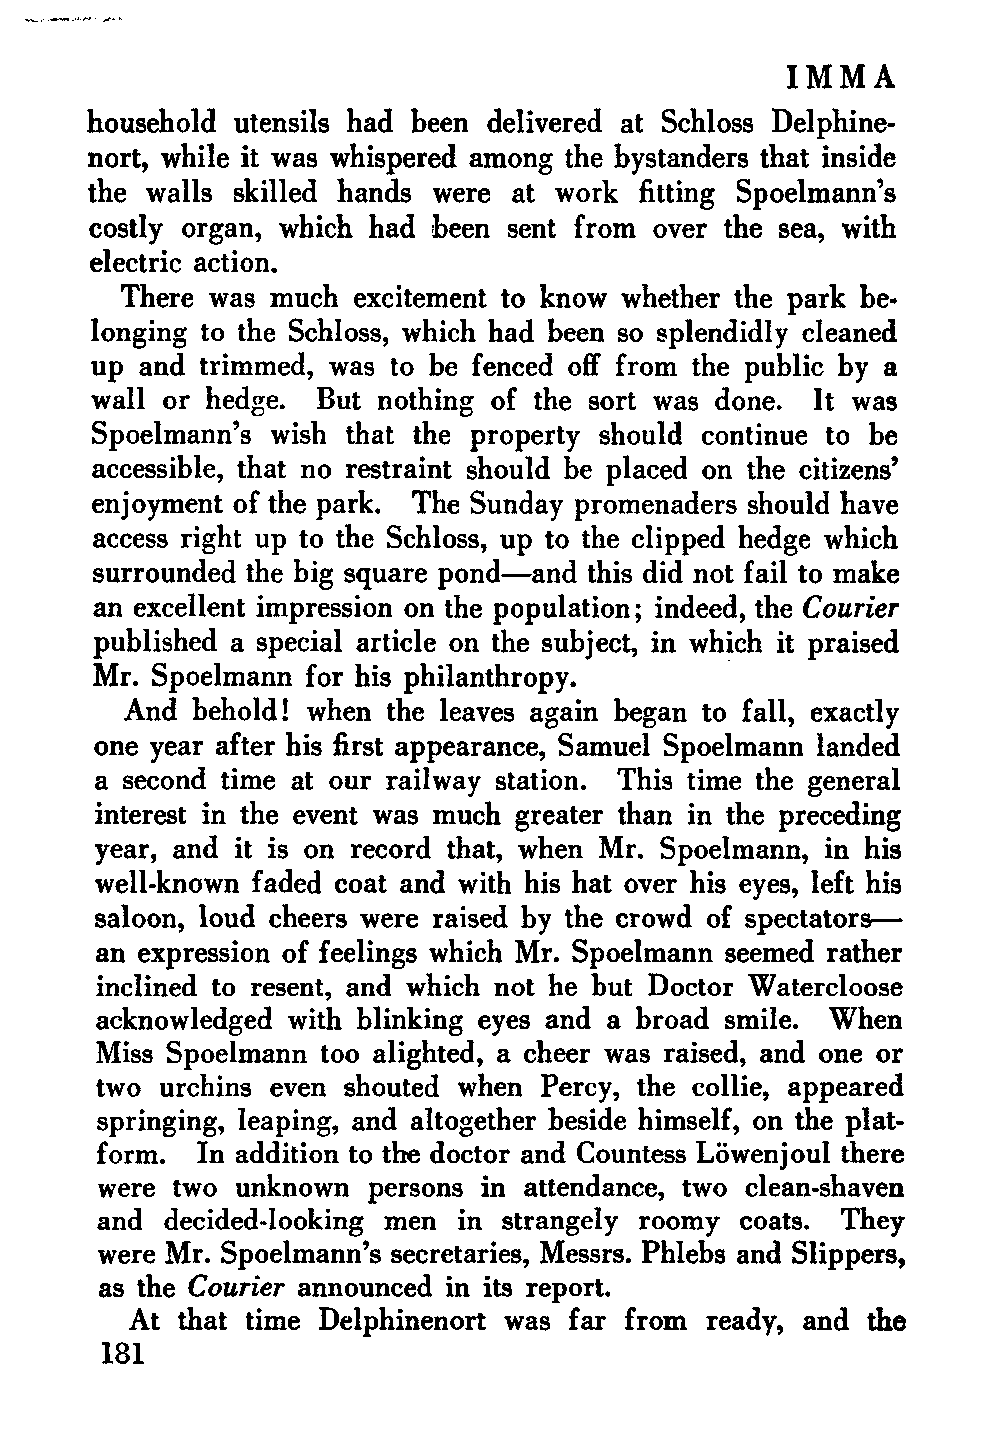 IMMA
household utensils had been delivered at Schloss Delphine-
nort, while it was whispered among the bystanders that inside
the walls skilled hands were at work fitting Spoelmann's
costly organ, which had been sent from over the sea, with
electric action.
There was much excitement to know whether the park be-
longing to the Schloss, which had been so splendidly cleaned
up and trimmed, was to be fenced off from the public by a
wall or hedge. But nothing of the sort was done. It was
Spoelmann's wish that the property should continue to be
accessible, that no restraint should be placed on the citizens'
enjoyment of the park. The Sunday promenaders should have
access right up to the Schloss, up to the clipped hedge which
surrounded the big square pond—and this did not fail to make
an excellent impression on the population; indeed, the Courier
published a special article on the subject, in which it praised
Mr. Spoelmann for his philanthropy.
And behold! when the leaves again began to fall, exactly
one year after his first appearance, Samuel Spoelmann landed
a second time at our railway station. This time the general
interest in the event was much greater than in the preceding
year, and it is on record that, when Mr. Spoelmann, in his
well-known faded coat and with his hat over his eyes, left his
saloon, loud cheers were raised by the crowd of spectators—
an expression of feelings which Mr. Spoelmann seemed rather
inclined to resent, and which not he but Doctor Watercloose
acknowledged with blinking eyes and a broad smile. When
Miss Spoelmann too alighted, a cheer was raised, and one or
two urchins even shouted when Percy, the collie, appeared
springing, leaping, and altogether beside himself, on the plat-
form. In addition to the doctor and Countess Löwenjoul there
were two unknown persons in attendance, two clean-shaven
and decided-looking men in strangely roomy coats. They
were Mr. Spoelmann's secretaries, Messrs. Phlebs and Slippers,
as the Courier announced in its report.
At that time Delphinenort was far from ready, and the
181